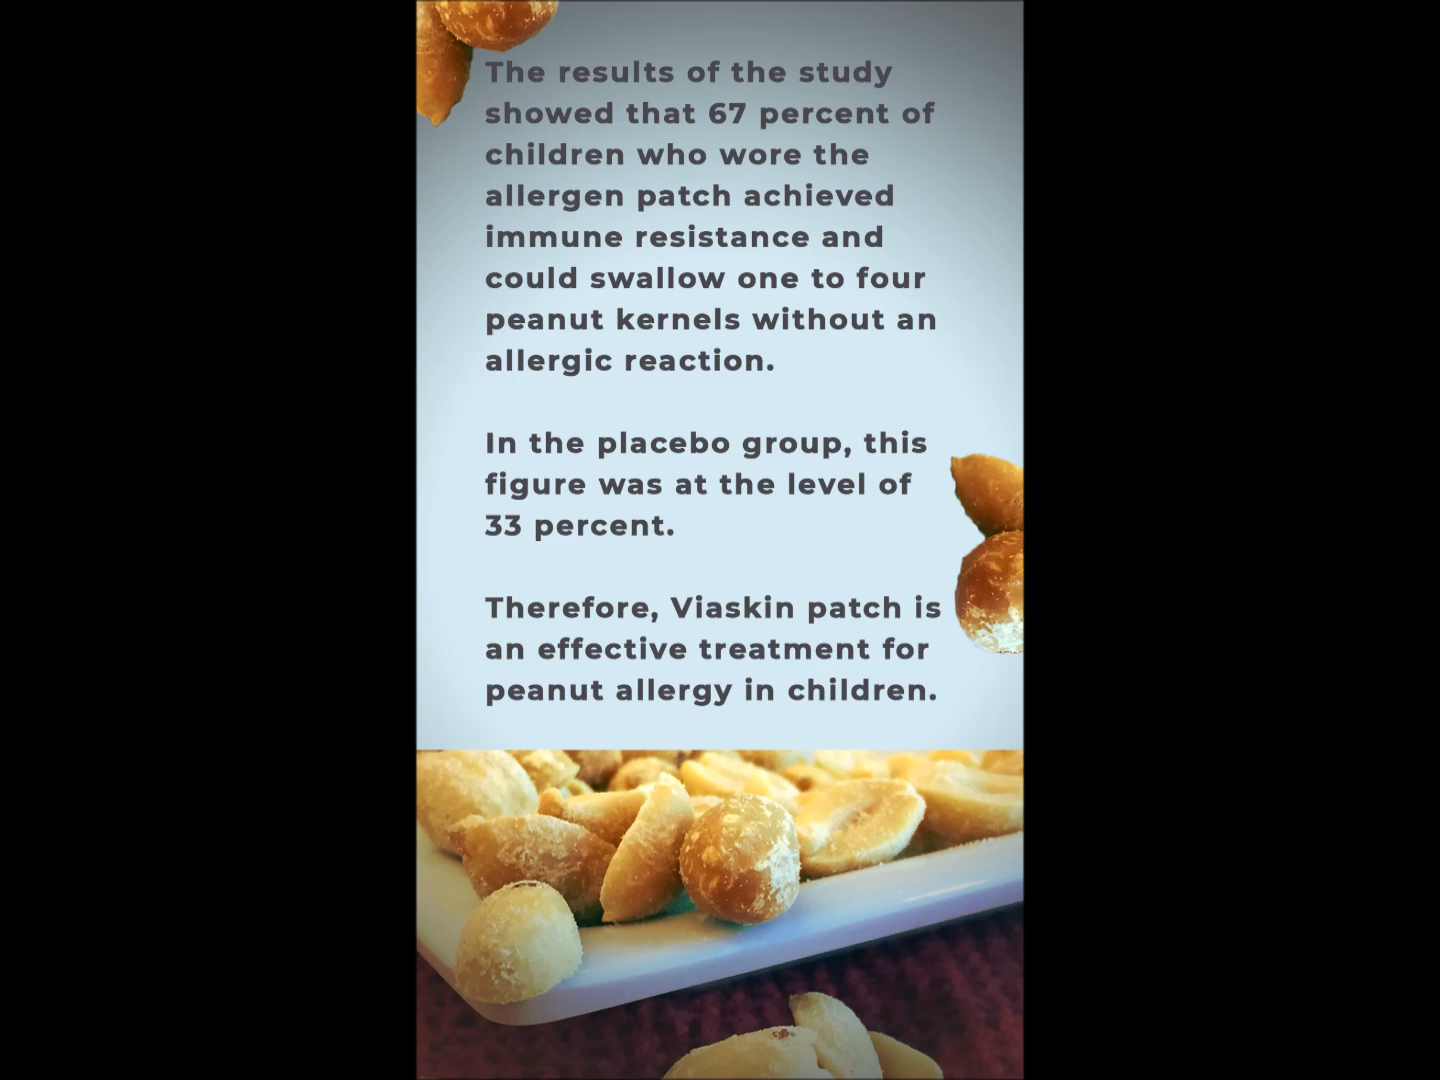 The results of the study
showed that 67 percent of
children who wore the
allergen patch achieved
immune resistance and
could swallow one to four
peanut kernels without an
allergic reaction.
In the placebo group, this
figure was at the level of
33 percent.
Therefore, Viaskin patch is
an effective treatment for
peanut allergy in children.